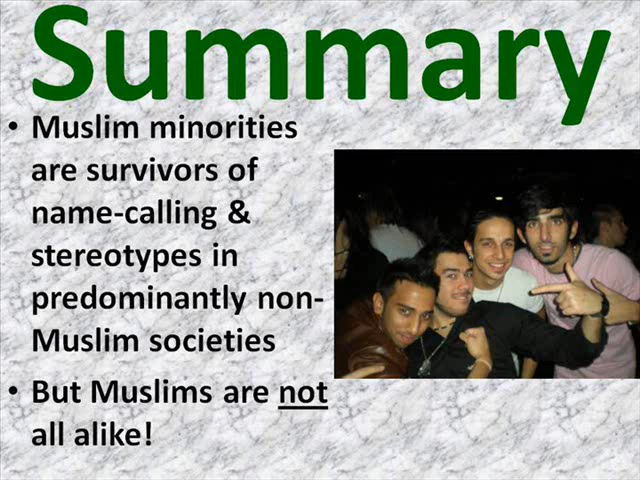 Summary
• Muslim minorities
are survivors of
name-calling &
stereotypes in
predominantly non-
Muslim societies
• But Muslims are not
all alike!